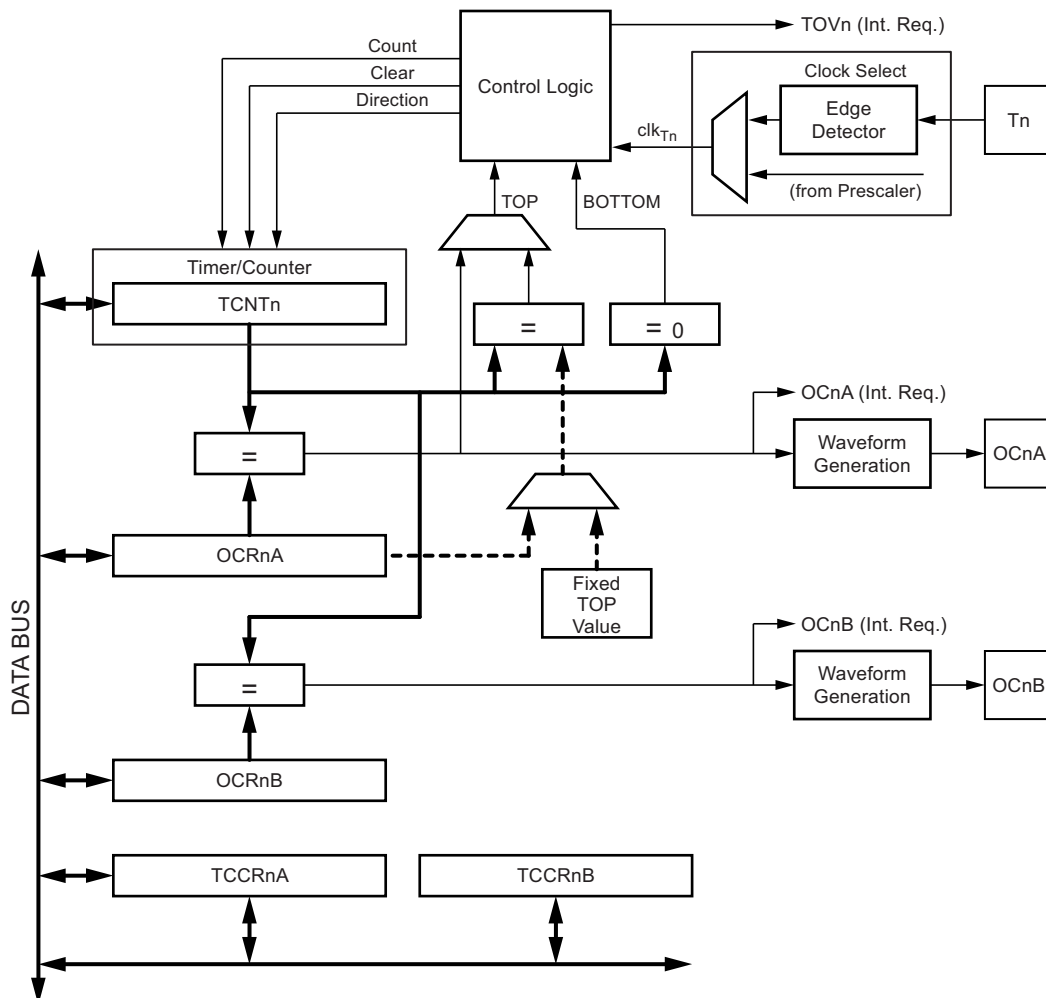 TOVn (Int. Req.)
Count
Clear
Direction
Control Logic
Clock Select
Edge
Detector
Tn
clkTn
(from Prescaler)
TOP
BOTTOM
Timer/Counter
TCNTn
=
= 0
OCnA (Int. Req.)
=
Waveform
Generation
OCnA
OCRnA
Fixed
TOP
Value
DATA BUS
OCnB (Int. Req.)
=
Waveform
Generation
OCnB
OCRnB
TCCRnA
TCCRnB